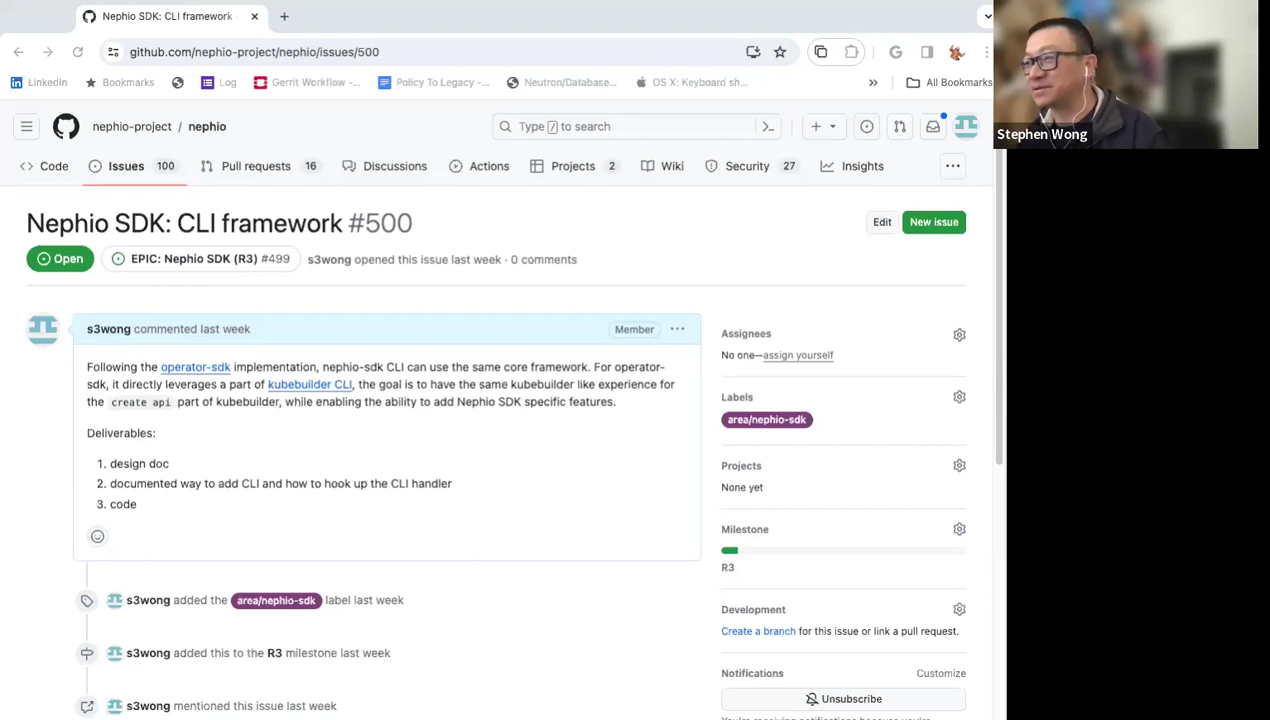 Nephio SDK: CLI framework
github.com/nephio-project/nephio/issues/500
LinkedIn
Bookmarks
Log
Gerrit Workflow -...
Policy To Legacy -...
Neutron/Database...
OS X: Keyboard sh...
»
All Bookmarks
Stephen Wong
nephio-project / nephio
Type / to search
Code
Issues 100
Pull requests 16
Discussions
Actions
Projects 2
Wiki
Security 27
Insights
Nephio SDK: CLI framework #500
Edit
New issue
Open
EPIC: Nephio SDK (R3) #499
s3wong opened this issue last week · 0 comments
s3wong commented last week
Member
Following the operator-sdk implementation, nephio-sdk CLI can use the same core framework. For operator-
sdk, it directly leverages a part of kubebuilder CLI, the goal is to have the same kubebuilder like experience for
the create api part of kubebuilder, while enabling the ability to add Nephio SDK specific features.
Deliverables:
1. design doc
2. documented way to add CLI and how to hook up the CLI handler
3. code
s3wong added the area/nephio-sdk label last week
s3wong added this to the R3 milestone last week
s3wong mentioned this issue last week
Assignees
No one—assign yourself
Labels
area/nephio-sdk
Projects
None yet
Milestone
R3
Development
Create a branch for this issue or link a pull request.
Notifications
Customize
Unsubscribe
You're receiving notifications because you're